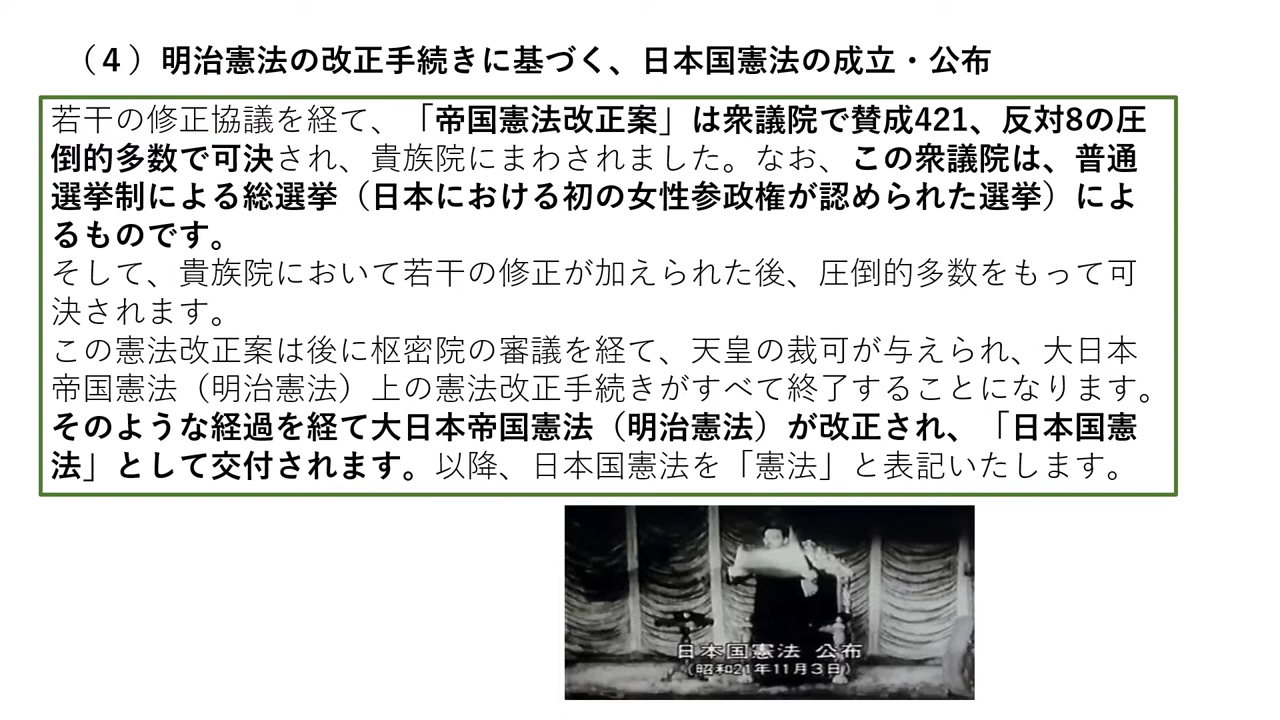 （４）明治憲法の改正手続きに基づく、日本国憲法の成立・公布
若干の修正協議を経て、「帝国憲法改正案」は衆議院で賛成421、反対8の圧
倒的多数で可決され、貴族院にまわされました。なお、この衆議院は、普通
選挙制による総選挙（日本における初の女性参政権が認められた選挙）によ
るものです。
そして、貴族院において若干の修正が加えられた後、圧倒的多数をもって可
決されます。
この憲法改正案は後に枢密院の審議を経て、天皇の裁可が与えられ、大日本
帝国憲法（明治憲法）上の憲法改正手続きがすべて終了することになります。
そのような経過を経て大日本帝国憲法（明治憲法）が改正され、「日本国憲
法」として交付されます。以降、日本国憲法を「憲法」と表記いたします。
日本国憲法 公布
（昭和21年11月３日）